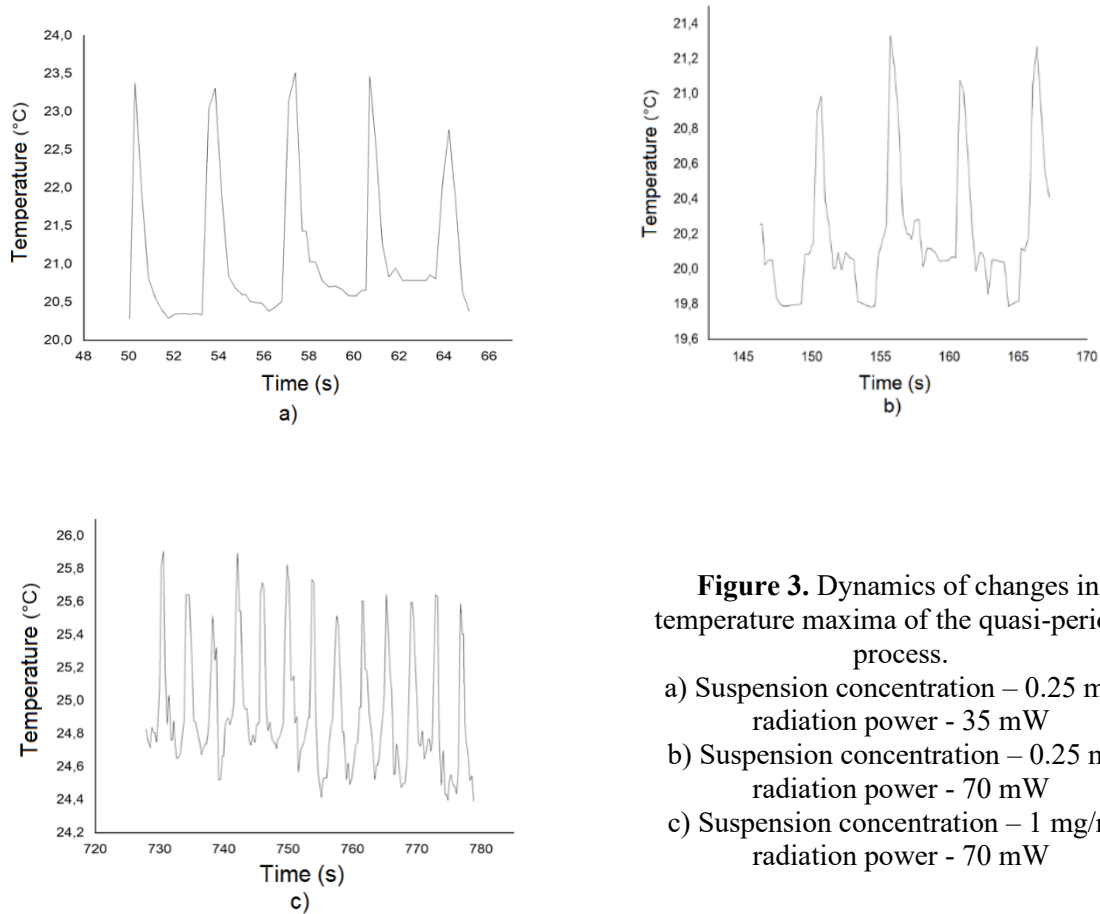 24,0
23,5
23,0
22,5
22,0
21,5
21,0
20,5
20,0
Temperature (°C)
48 50 52 54 56 58 60 62 64 66
Time (s)
a)
21,4
21,2
21,0
20,8
20,6
20,4
20,2
20,0
19,8
19,6
Temperature (°C)
145 150 155 160 165 170
Time (s)
b)
26,0
25,8
25,6
25,4
25,2
25,0
24,8
24,6
24,4
24,2
Temperature (°C)
720 730 740 750 760 770 780
Time (s)
c)
Figure 3. Dynamics of changes in
temperature maxima of the quasi-perio
process.
a) Suspension concentration – 0.25 m
radiation power - 35 mW
b) Suspension concentration – 0.25 m
radiation power - 70 mW
c) Suspension concentration – 1 mg/
radiation power - 70 mW